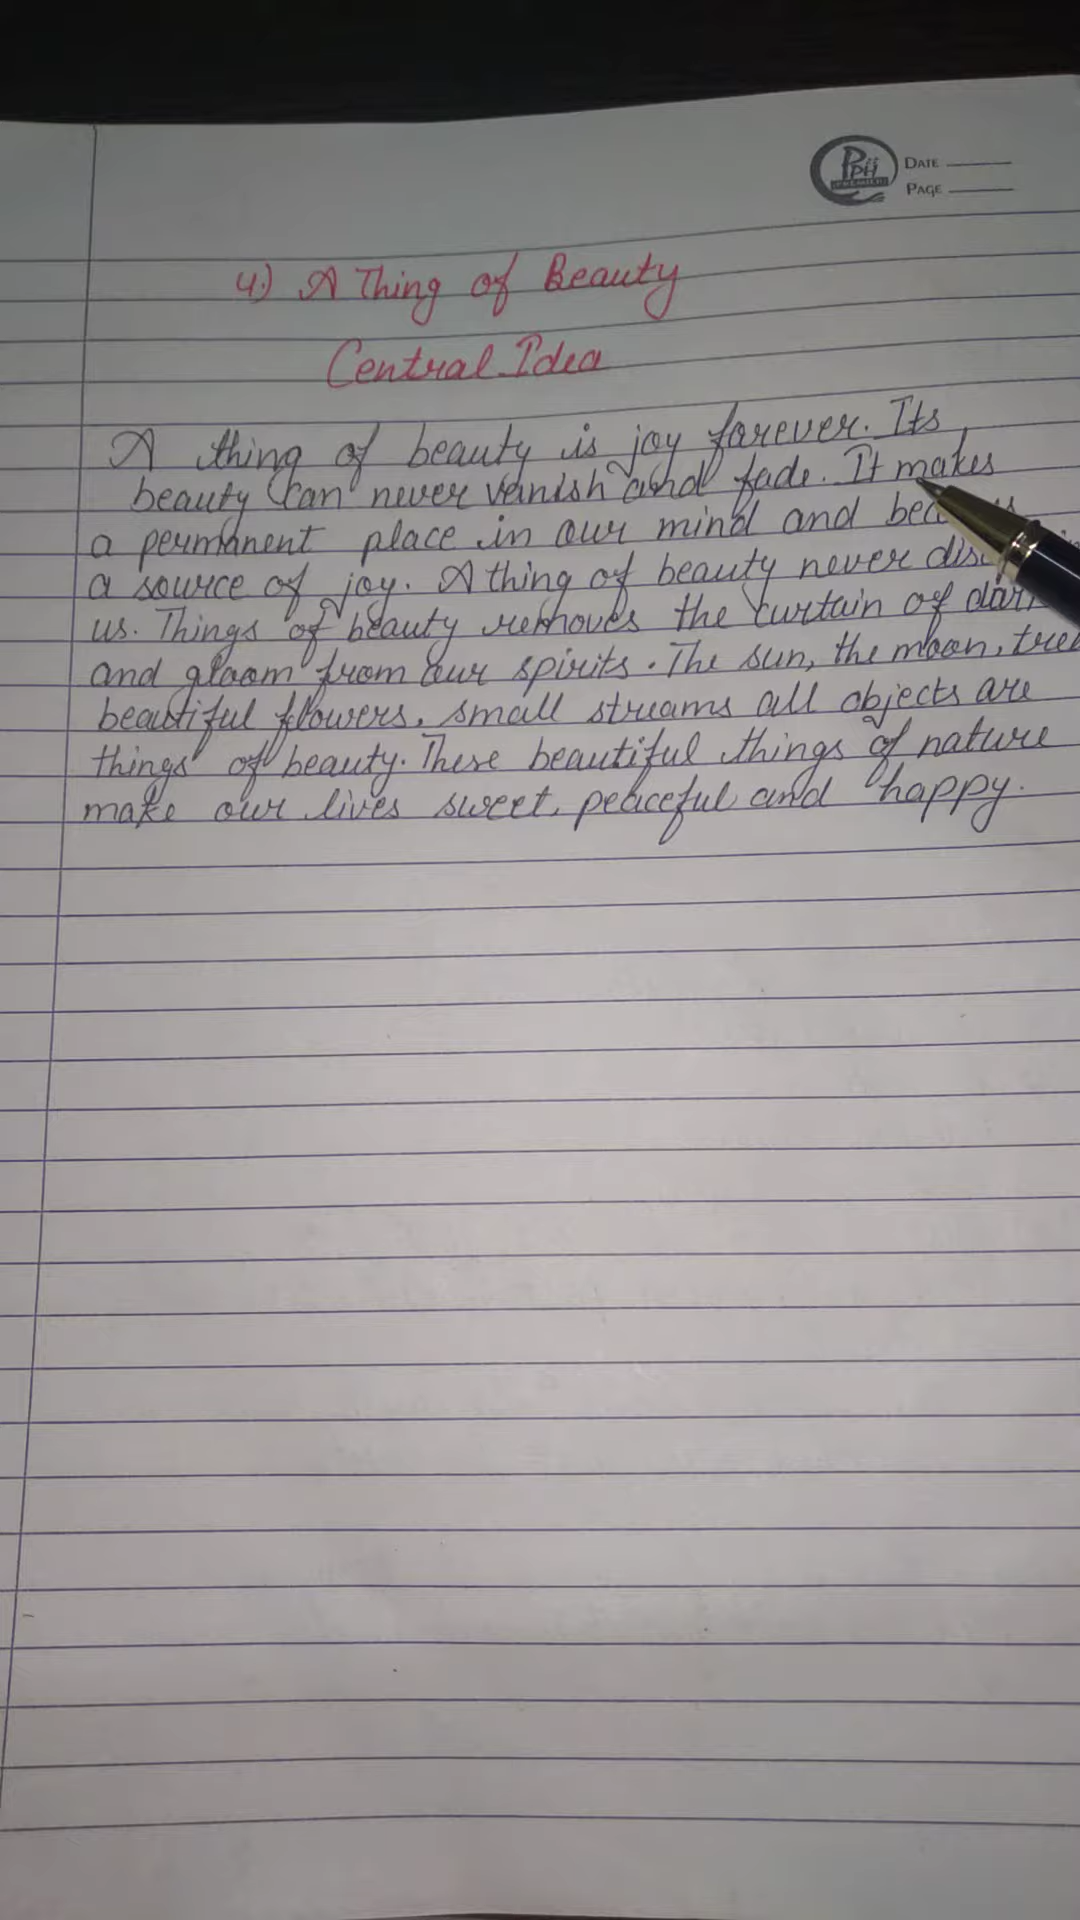 PPH
DATE
PAGE
4.) A Thing of Beauty
Central Idea
A thing of beauty is joy forever. Its
beauty can never vanish and fade. It makes
a permanent place in our mind and
a source of joy. A thing of beauty never
us. Things of beauty removes the curtain of
and gloom from our spirits. The sun, the moon, tree
beautiful flowers, small streams all objects are
things of beauty. These beautiful things of nature
make our lives sweet, peaceful and happy.